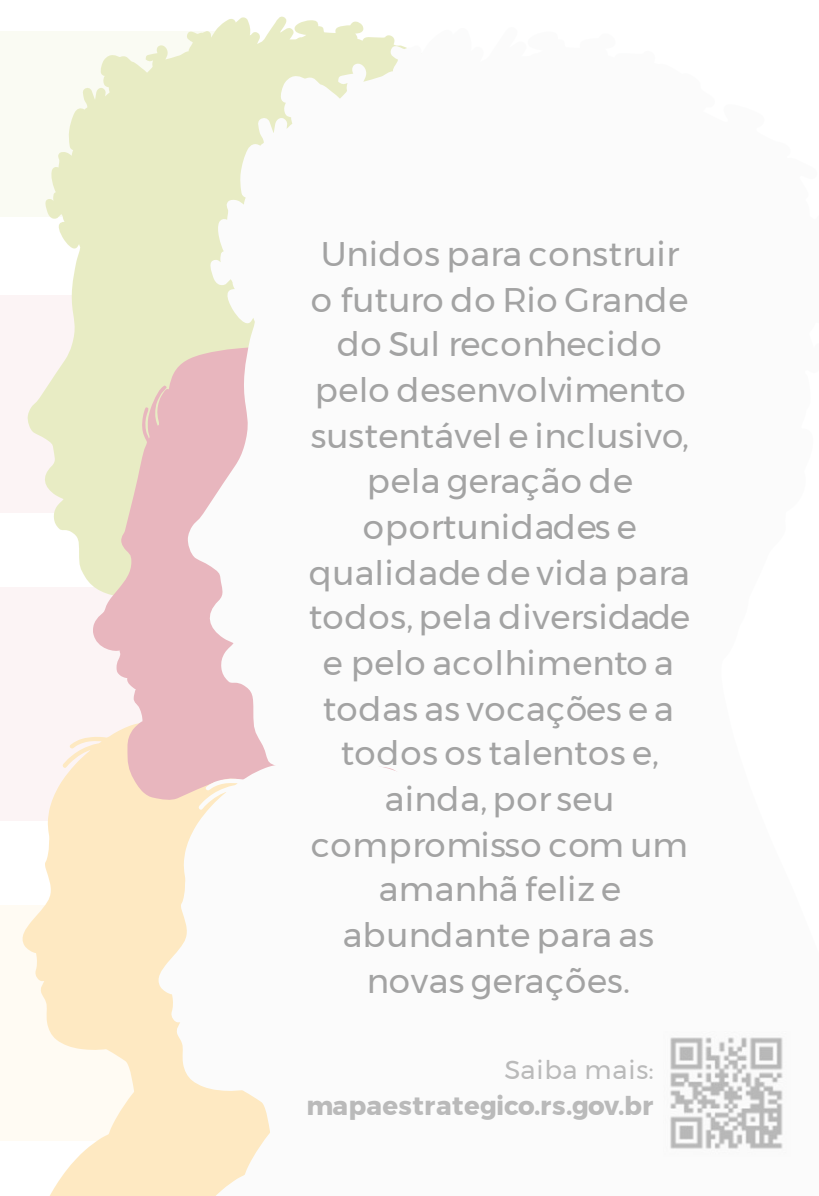 Unidos para construir
o futuro do Rio Grande
do Sul reconhecido
pelo desenvolvimento
sustentável e inclusivo,
pela geração de
oportunidades e
qualidade de vida para
todos, pela diversidade
e pelo acolhimento a
todas as vocações e a
todos os talentos e,
ainda, por seu
compromisso com um
amanhã feliz e
abundante para as
novas gerações.
Saiba mais:
mapaestrategico.rs.gov.br